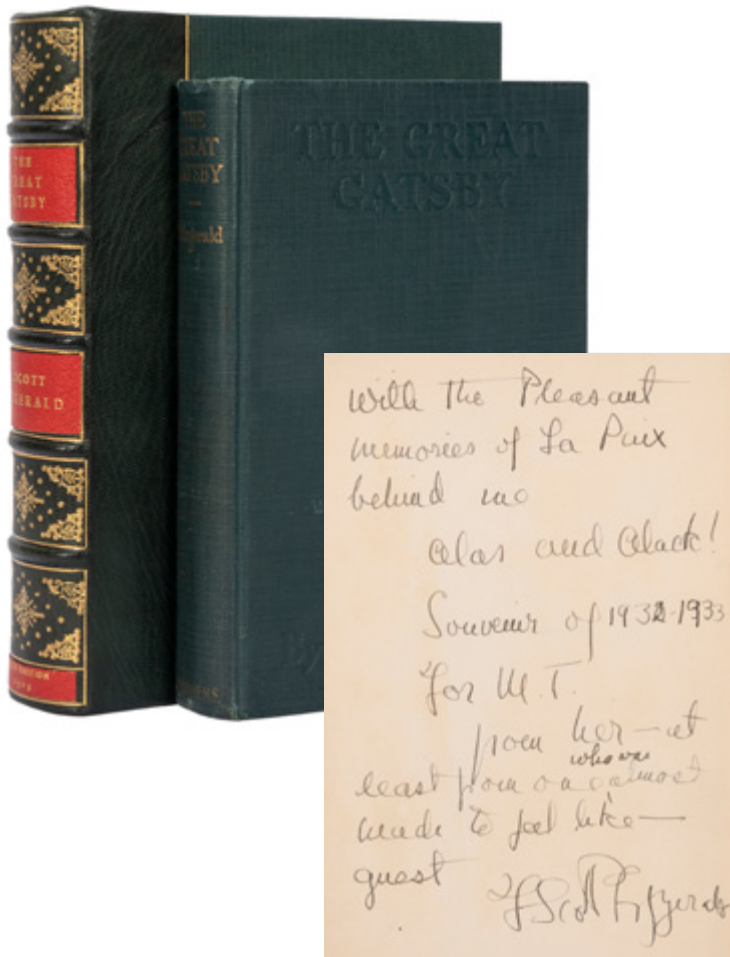 THE
GREAT
GATSBY
SCOTT
THE
GREAT
GATSBY
THE GREAT
GATSBY
With the Pleasant
memories of La Paix
behind me
alas and alack!
Souvenir of 1932-1933
For M.T.
from her — at
who was
least from one almost
made to feel like —
guest
F Scott Fitzgerald